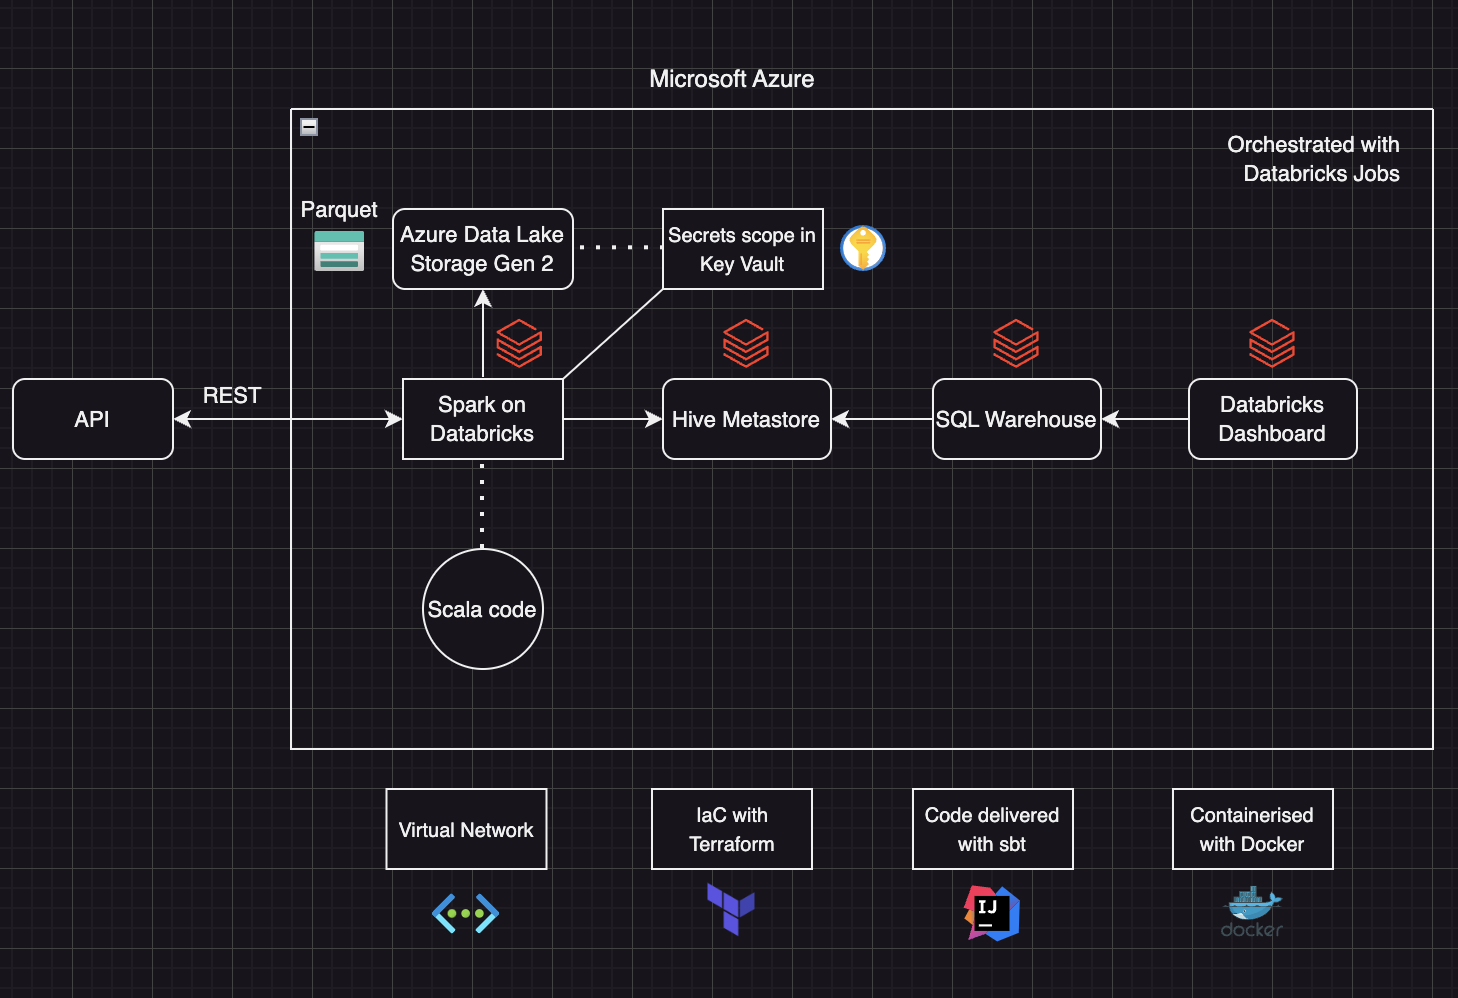 Microsoft Azure
Orchestrated with
Databricks Jobs
Parquet
Azure Data Lake
Storage Gen 2
Secrets scope in
Key Vault
API
REST
Spark on
Databricks
Hive Metastore
SQL Warehouse
Databricks
Dashboard
Scala code
Virtual Network
IaC with
Terraform
Code delivered
with sbt
Containerised
with Docker
IJ
docker